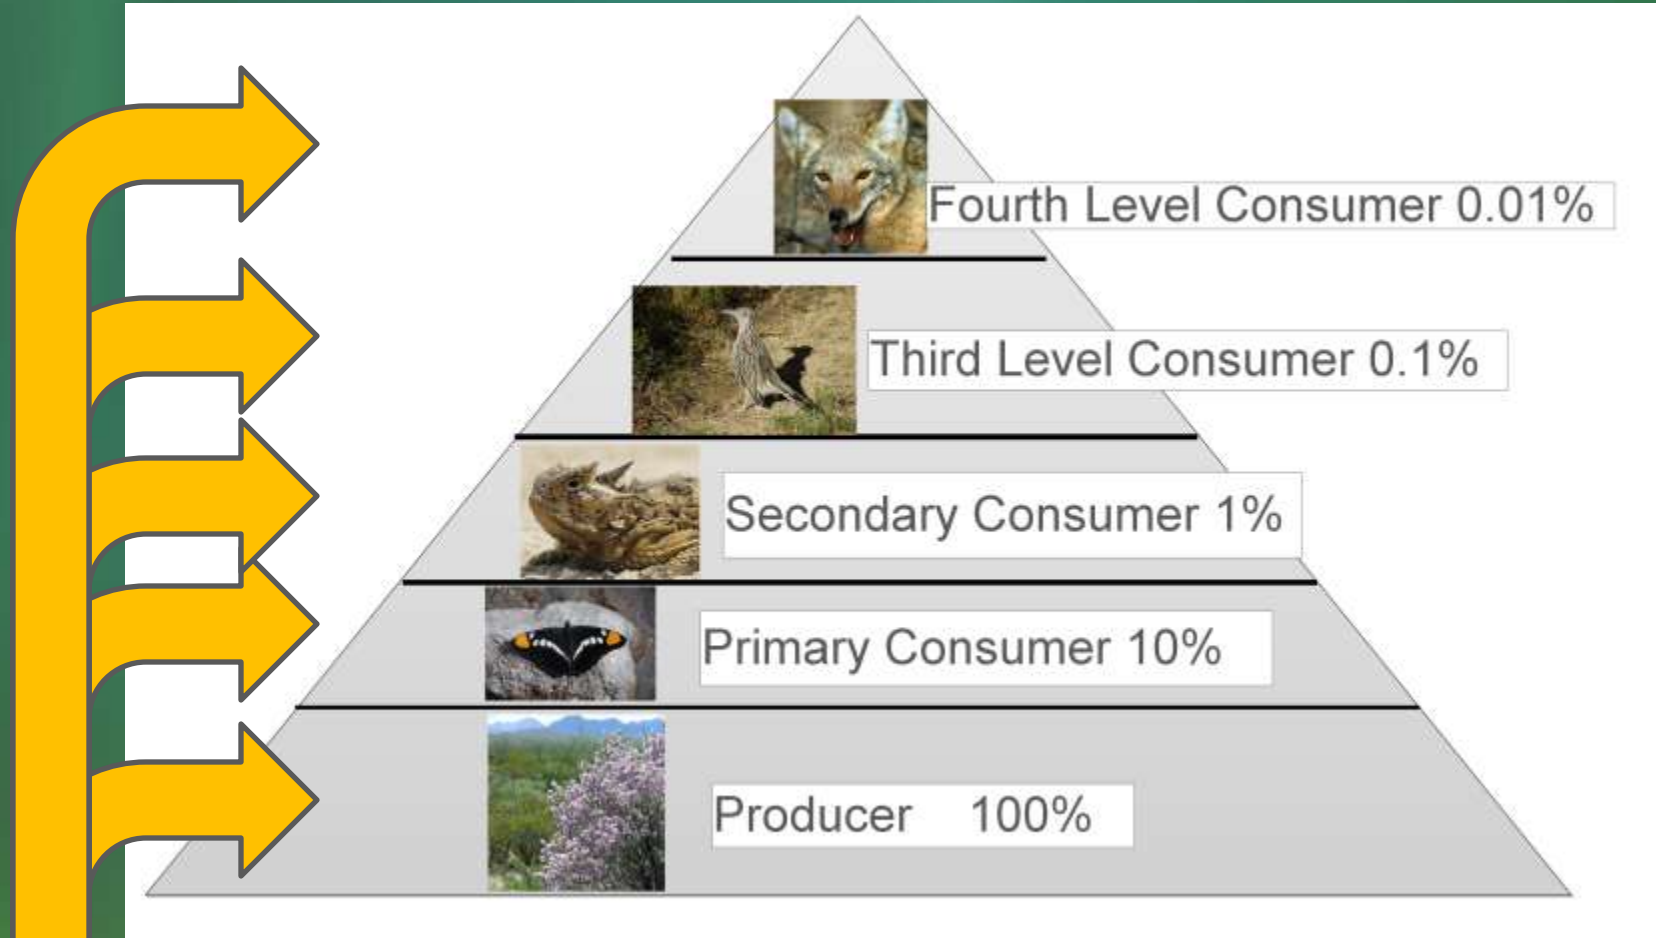 Fourth Level Consumer 0.01%
Third Level Consumer 0.1%
Secondary Consumer 1%
Primary Consumer 10%
Producer 100%